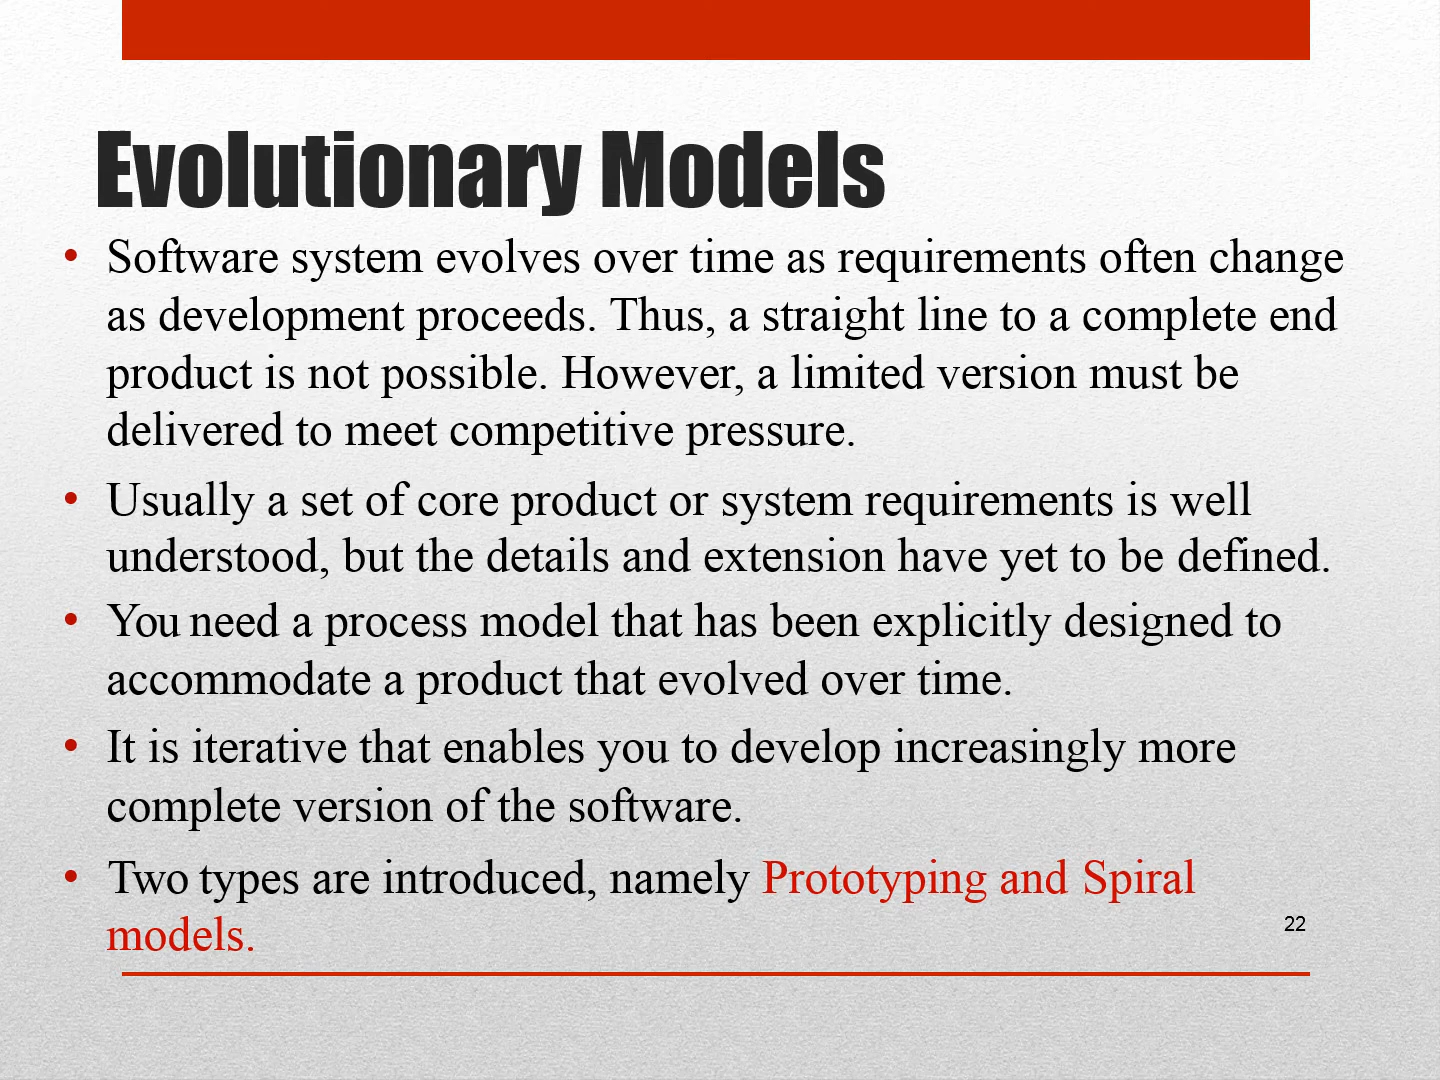 Evolutionary Models
• Software system evolves over time as requirements often change
as development proceeds. Thus, a straight line to a complete end
product is not possible. However, a limited version must be
delivered to meet competitive pressure.
• Usually a set of core product or system requirements is well
understood, but the details and extension have yet to be defined.
• You need a process model that has been explicitly designed to
accommodate a product that evolved over time.
• It is iterative that enables you to develop increasingly more
complete version of the software.
• Two types are introduced, namely Prototyping and Spiral
models.
22